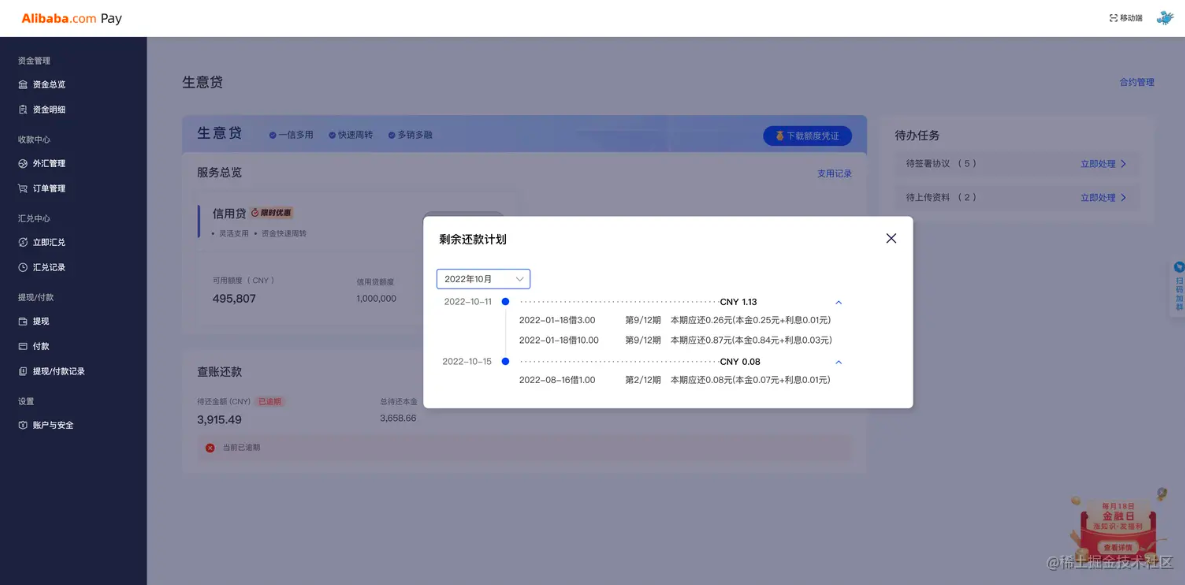 Alibaba.com Pay
移动端
资金管理
资金总览
资金明细
收款中心
外汇管理
订单管理
汇兑中心
立即汇兑
汇兑记录
提现/付款
提现
付款
提现/付款记录
设置
账户与安全
生意贷
合约管理
生意贷
一信多用
快速周转
多销多融
下载额度凭证
服务总览
支用记录
信用贷
限时优惠
• 灵活支用 • 资金快速周转
可用额度（CNY）
495,807
信用贷额度
1,000,000
查账还款
待还金额 (CNY)
已逾期
3,915.49
总待还本金
3,658.66
当前已逾期
待办任务
待签署协议 （5）
立即处理
待上传资料 （2）
立即处理
剩余还款计划
2022年10月
2022-10-11 CNY 1.13
2022-01-18借3.00 第9/12期 本期应还0.26元(本金0.25元+利息0.01元)
2022-01-18借10.00 第9/12期 本期应还0.87元(本金0.84元+利息0.03元)
2022-10-15 CNY 0.08
2022-08-16借1.00 第2/12期 本期应还0.08元(本金0.07元+利息0.01元)
扫码加群
每月18日
金融日
涨知识·发福利
查看详情
@稀土掘金技术社区